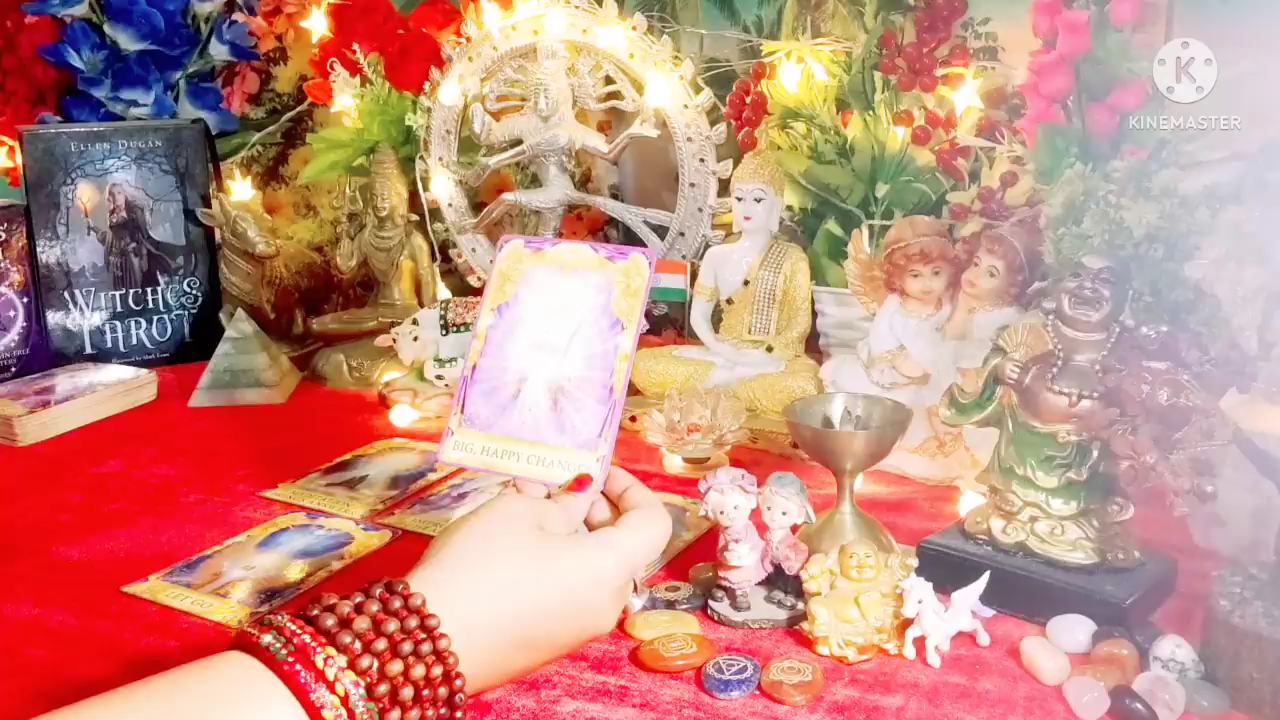 ELLEN DUGAN
WITCHES
TAROT
BIG, HAPPY CHANGE
LET GO
K
KINEMASTER